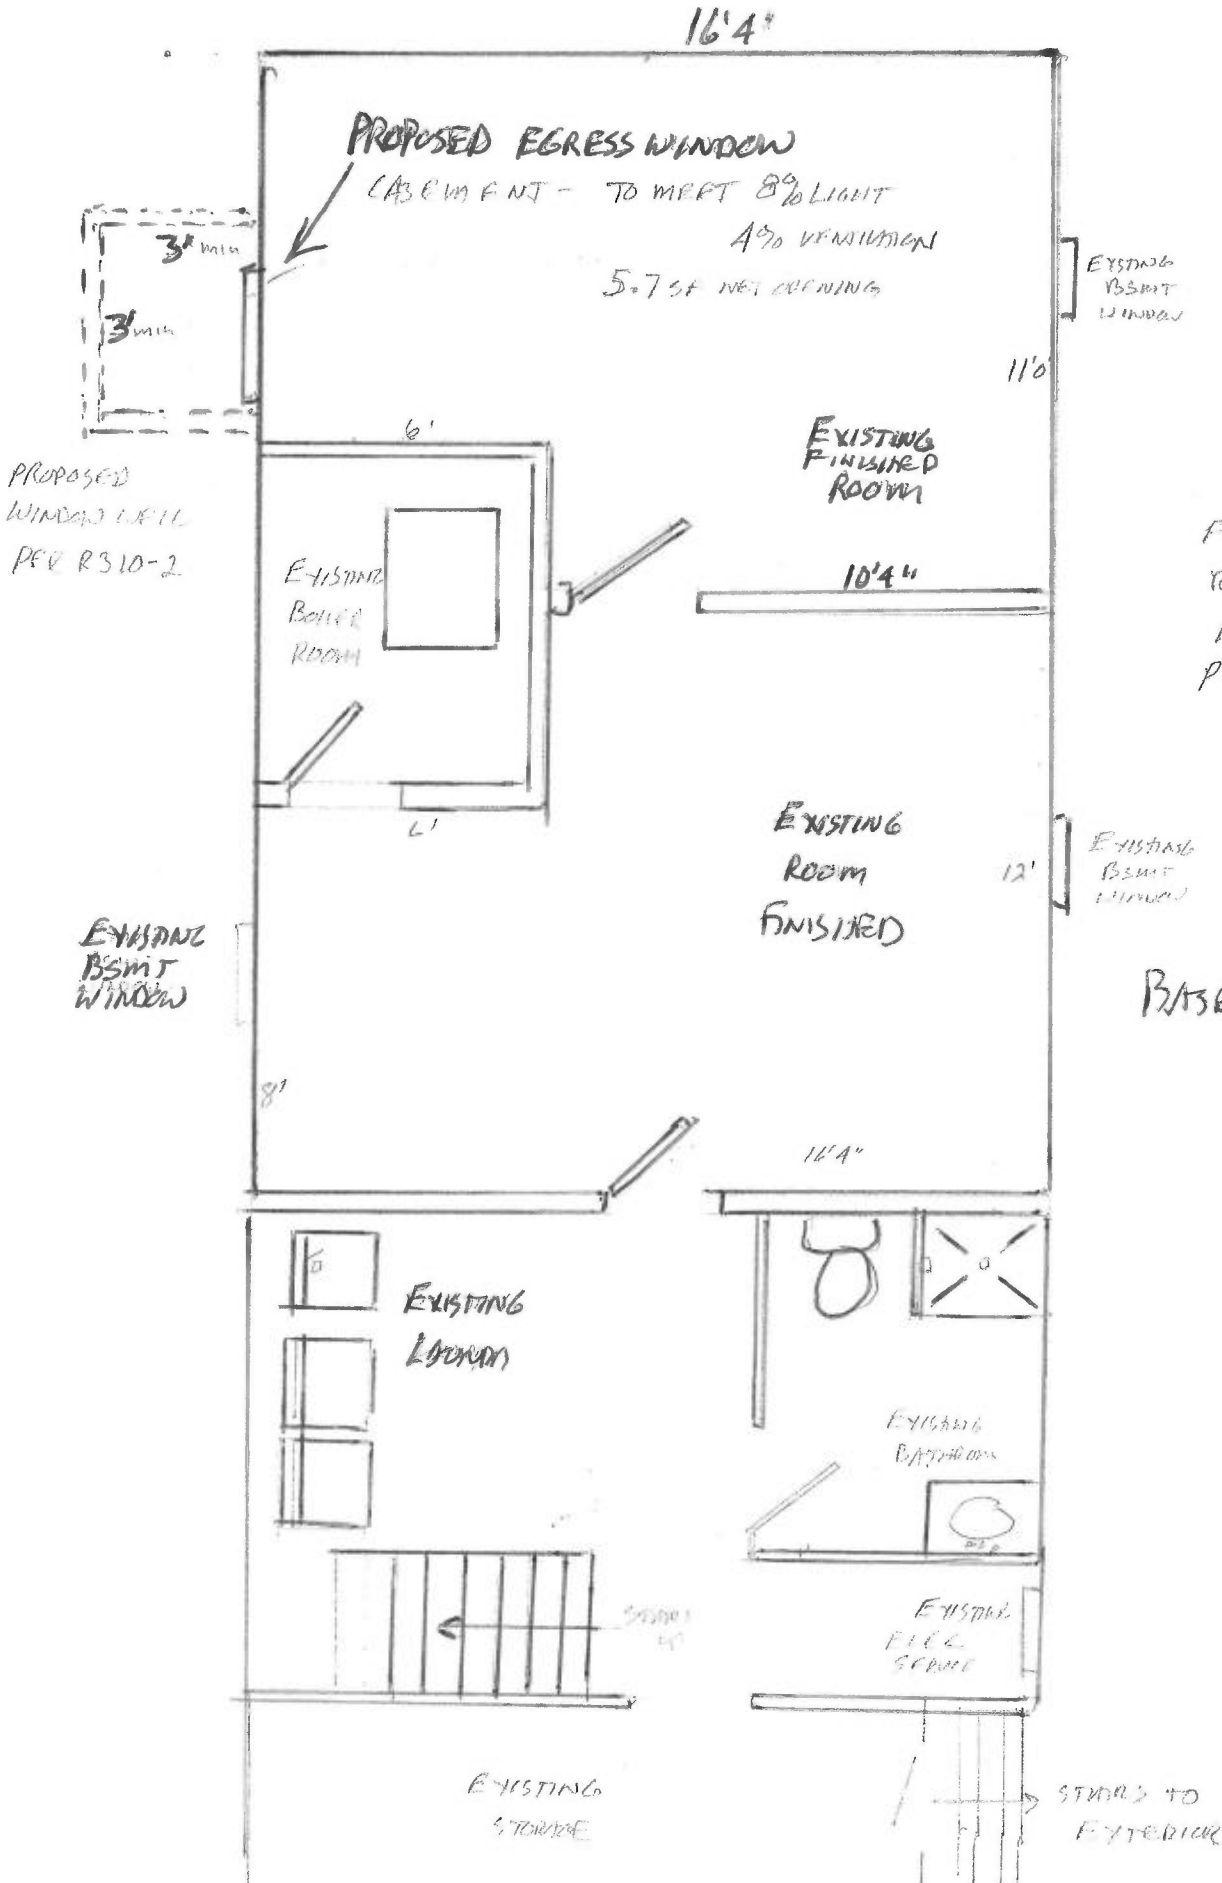 16'4"
PROPOSED EGRESS WINDOW
CASEMENT - TO MEET 8% LIGHT
4% VENTILATION
5.7 SF NET OPENING
3' min
3' min
EXISTING
BSMT
WINDOW
11'0
6'
EXISTING
FINISHED
ROOM
PROPOSED
WINDOW WELL
PER R310-2
EXISTING
BOILER
ROOM
10'4"
F
P
6'
EXISTING
ROOM
FINISHED
12'
EXISTING
BSMT
WINDOW
EXISTING
BSMT
WINDOW
BASE
8'
16'4"
EXISTING
EXISTING
BATHROOM
STAIRS
UP
EXISTING
ELEC
SERVICE
EXISTING
STORAGE
STAIRS TO
EXTERIOR